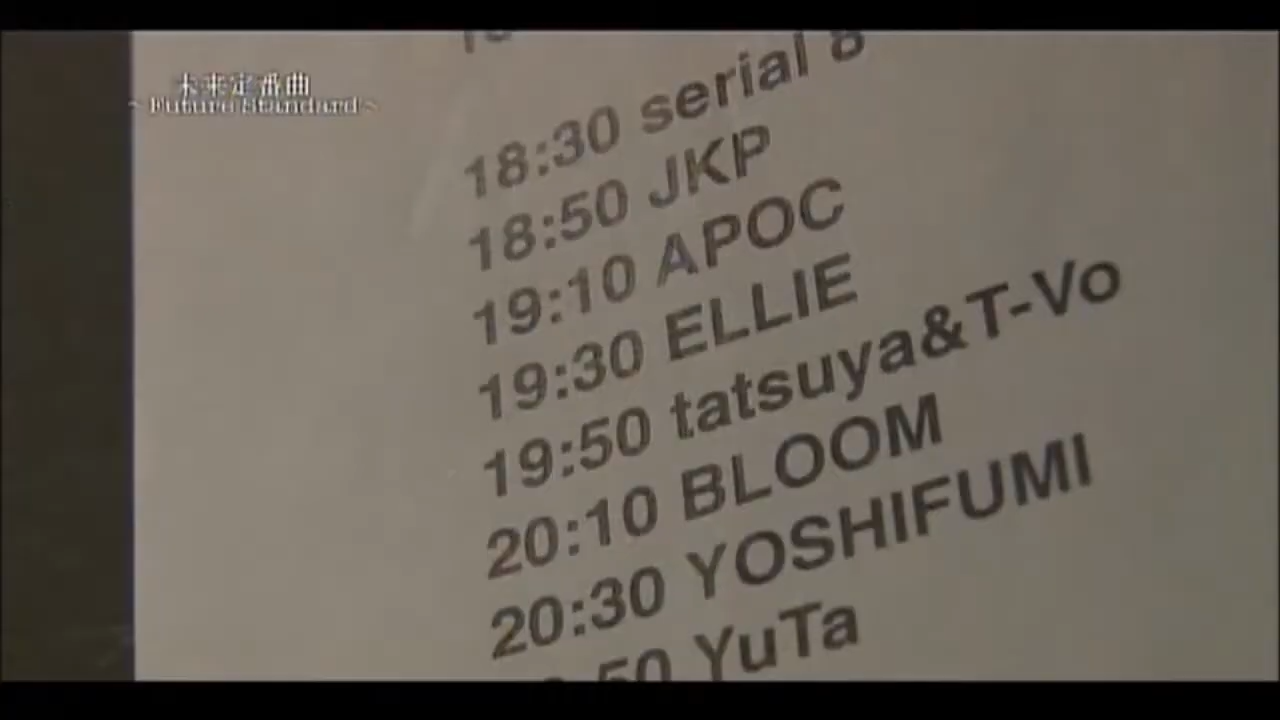 未来定番曲
~ Future Standard ~
18:30 serial 8
18:50 JKP
19:10 APOC
19:30 ELLIE
19:50 tatsuya&T-Vo
20:10 BLOOM
20:30 YOSHIFUMI
:50 YuTa